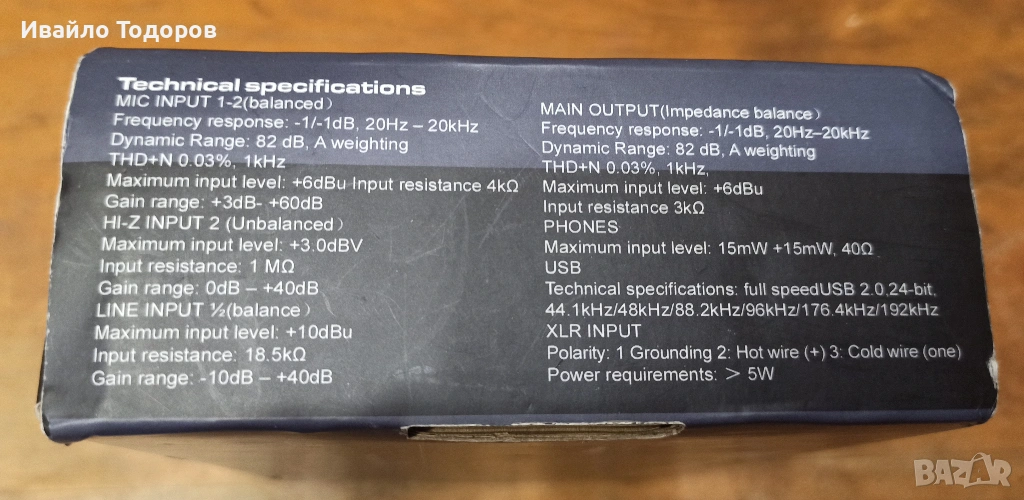 Ивайло Тодоров
Technical specifications
MIC INPUT 1-2(balanced)
Frequency response: -1/-1dB, 20Hz – 20kHz
Dynamic Range: 82 dB, A weighting
THD+N 0.03%, 1kHz
Maximum input level: +6dBu Input resistance 4kΩ
Gain range: +3dB- +60dB
HI-Z INPUT 2 (Unbalanced)
Maximum input level: +3.0dBV
Input resistance: 1 MΩ
Gain range: 0dB – +40dB
LINE INPUT ½(balance)
Maximum input level: +10dBu
Input resistance: 18.5kΩ
Gain range: -10dB – +40dB
MAIN OUTPUT(Impedance balance)
Frequency response: -1/-1dB, 20Hz–20kHz
Dynamic Range: 82 dB, A weighting
THD+N 0.03%, 1kHz,
Maximum input level: +6dBu
Input resistance 3kΩ
PHONES
Maximum input level: 15mW +15mW, 40Ω
USB
Technical specifications: full speedUSB 2.0,24-bit,
44.1kHz/48kHz/88.2kHz/96kHz/176.4kHz/192kHz
XLR INPUT
Polarity: 1 Grounding 2: Hot wire (+) 3: Cold wire (one)
Power requirements: > 5W
BAZAR